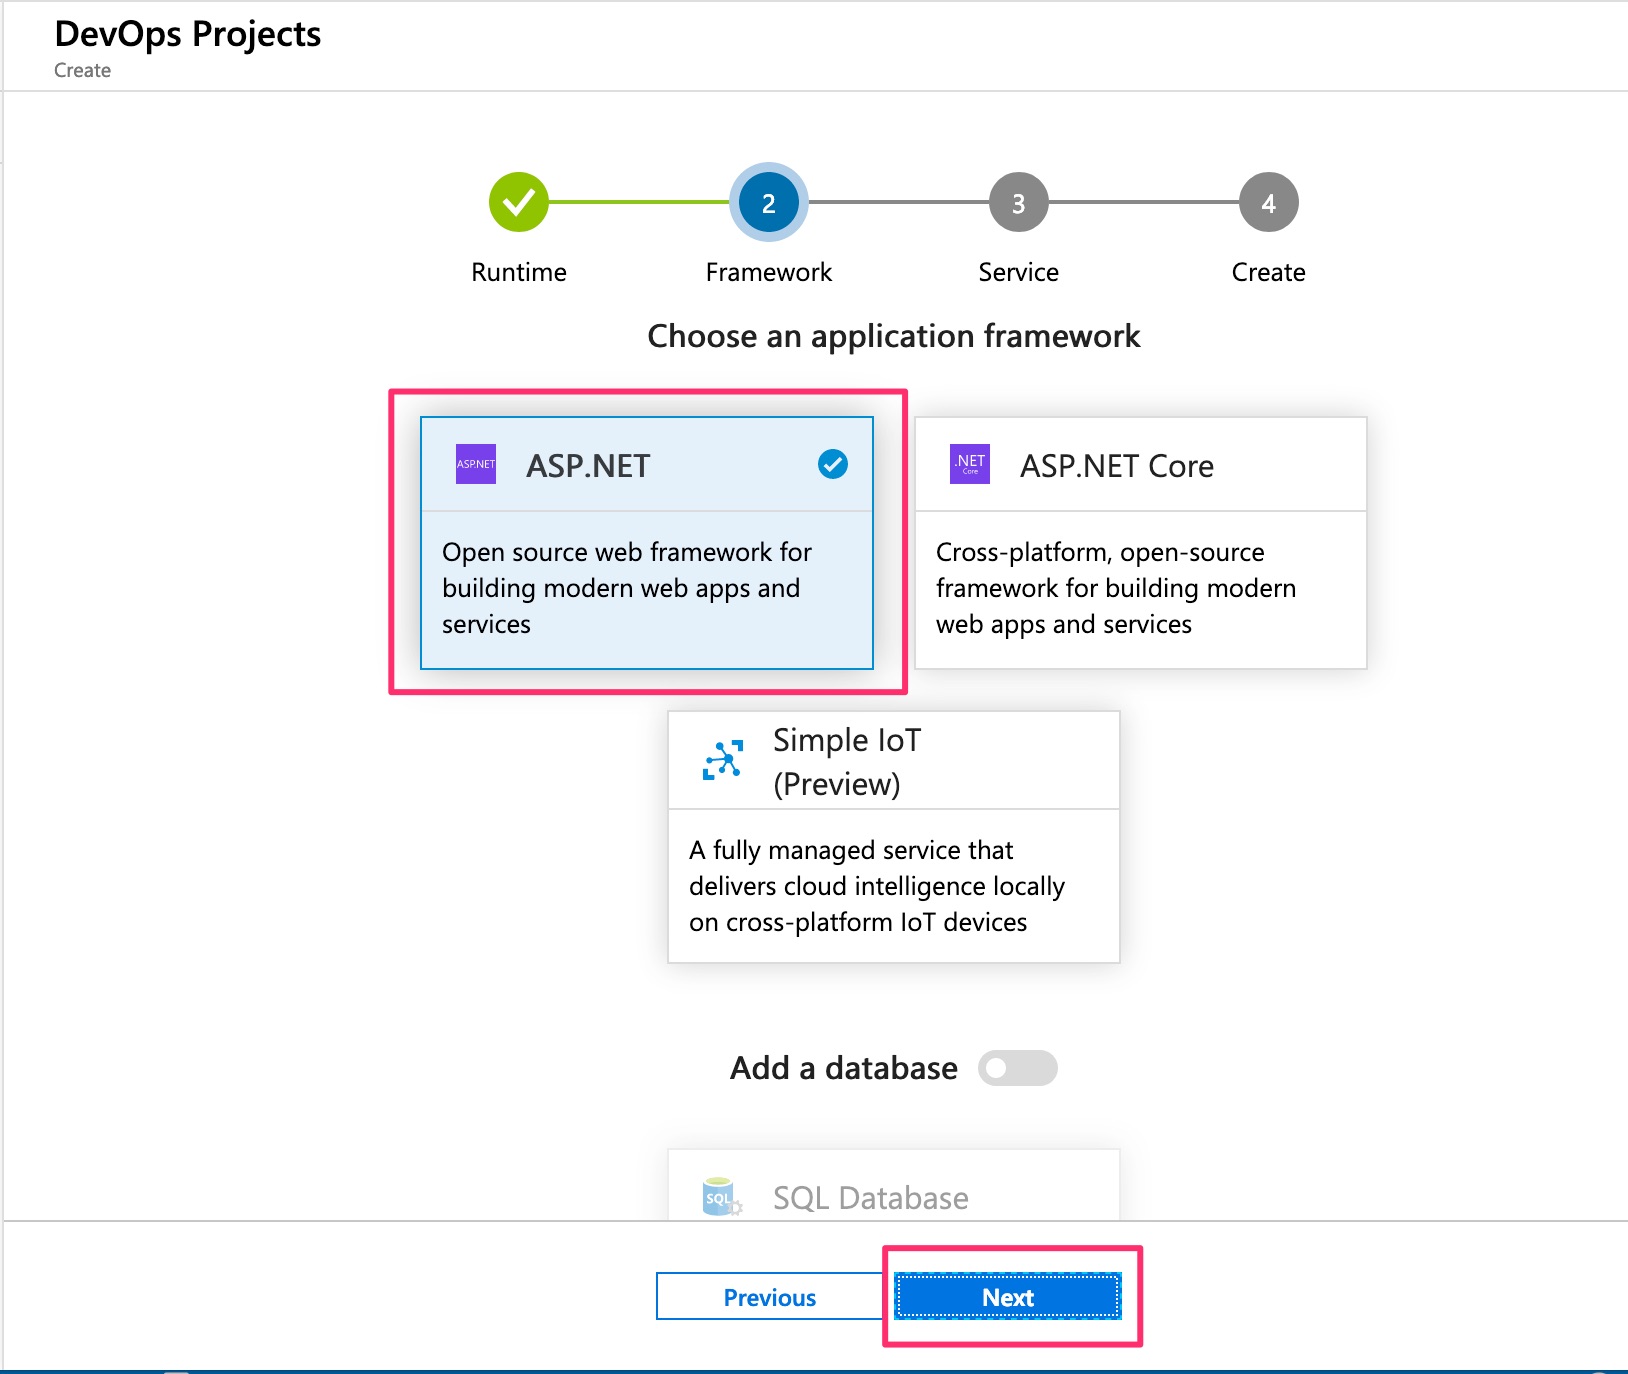 DevOps Projects
Create
2
3
4
Runtime
Framework
Service
Create
Choose an application framework
ASP.NET
ASP.NET
Open source web framework for
building modern web apps and
services
.NET
Core
ASP.NET Core
Cross-platform, open-source
framework for building modern
web apps and services
Simple IoT
(Preview)
A fully managed service that
delivers cloud intelligence locally
on cross-platform IoT devices
Add a database
SQL
SQL Database
Previous
Next